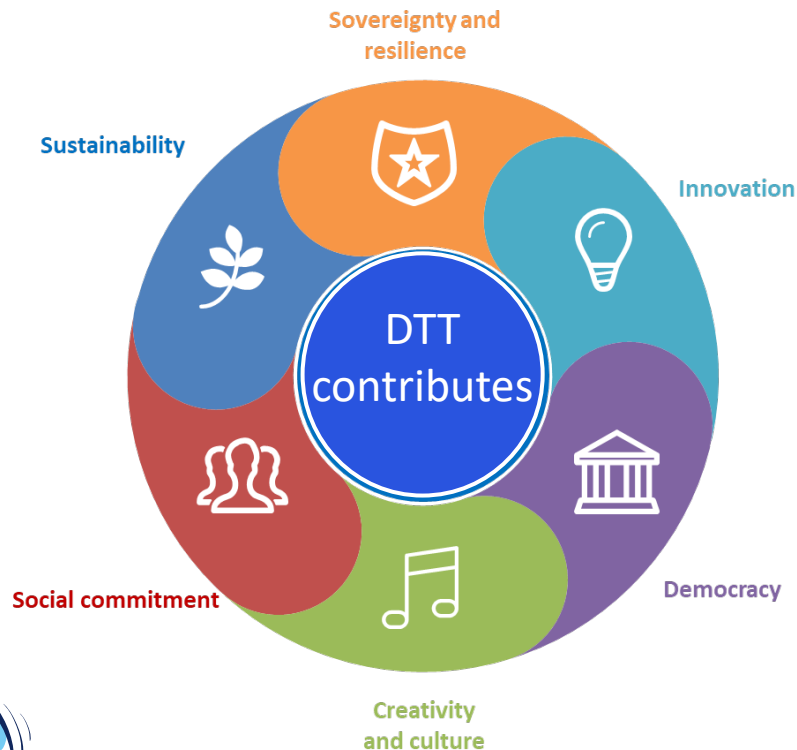 Sovereignty and
resilience
Sustainability
Innovation
DTT
contributes
Social commitment
Democracy
Creativity
and culture